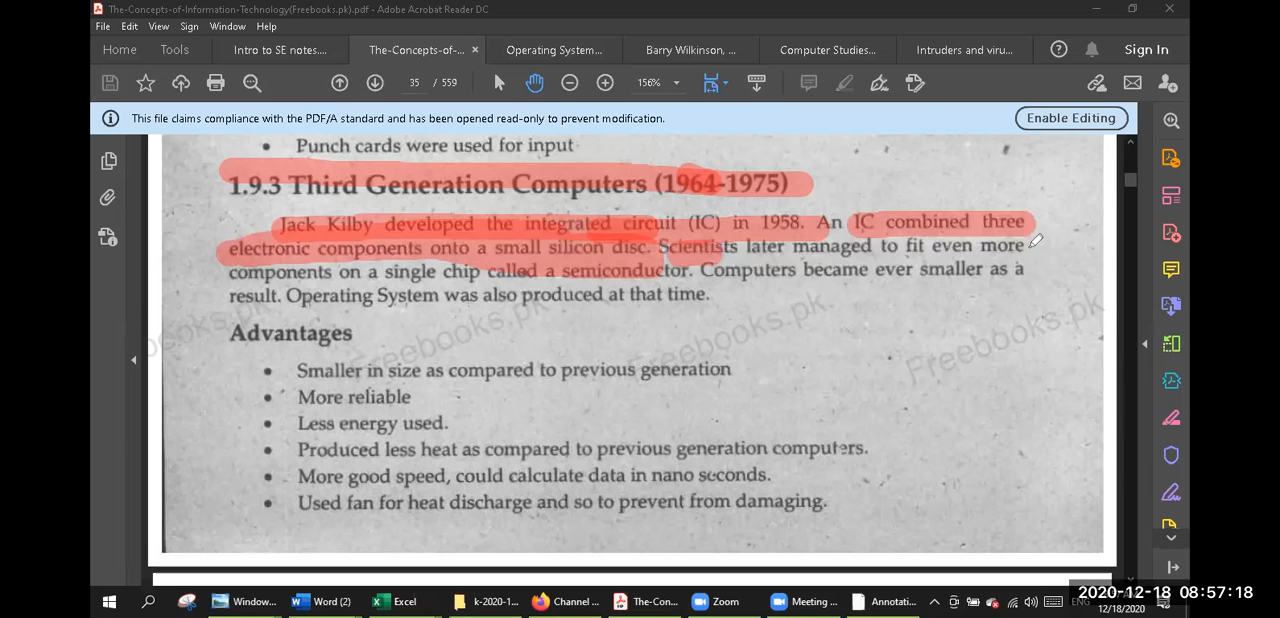 The-Concepts-of-Information-Technology(Freebooks.pk).pdf - Adobe Acrobat Reader DC
File Edit View Sign Window Help
Home Tools Intro to SE notes.... The-Concepts-of-... × Operating System... Barry Wilkinson, ... Computer Studies... Intruders and viru... Sign In
35 / 559 156%
This file claims compliance with the PDF/A standard and has been opened read-only to prevent modification. Enable Editing
• Punch cards were used for input
1.9.3 Third Generation Computers (1964-1975)
Jack Kilby developed the integrated circuit (IC) in 1958. An IC combined three
electronic components onto a small silicon disc. Scientists later managed to fit even more
components on a single chip called a semiconductor. Computers became ever smaller as a
result. Operating System was also produced at that time.
Freebooks.pk Freebooks.pk Freebooks.pk
Advantages
• Smaller in size as compared to previous generation
• More reliable
• Less energy used.
• Produced less heat as compared to previous generation computers.
• More good speed, could calculate data in nano seconds.
• Used fan for heat discharge and so to prevent from damaging.
Window... Word (2) Excel k-2020-1... Channel ... The-Con... Zoom Meeting ... Annotati... ENG
2020-12-18 08:57:18
12/18/2020